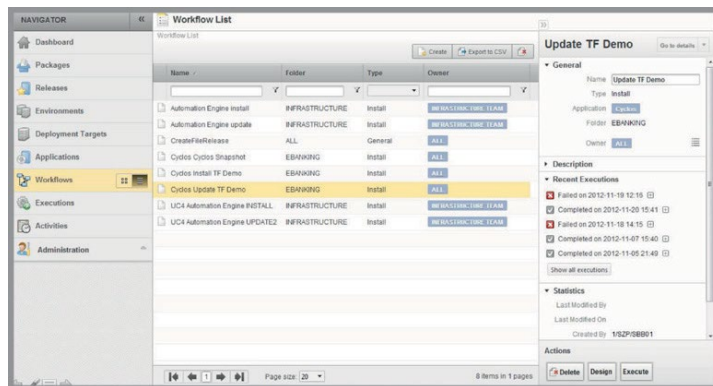 NAVIGATOR
Dashboard
Packages
Releases
Environments
Deployment Targets
Applications
Workflows
Executions
Activities
Administration
Workflow List
Workflow List
Create Export to CSV
Name Folder Type Owner
Automation Engine install INFRASTRUCTURE Install INFRASTRUCTURE TEAM
Automation Engine update INFRASTRUCTURE Install INFRASTRUCTURE TEAM
CreateFileRelease ALL General ALL
Cyclos Cyclos Snapshot EBANKING Install ALL
Cyclos Install TF Demo EBANKING Install ALL
Cyclos Update TF Demo EBANKING Install ALL
UC4 Automation Engine INSTALL INFRASTRUCTURE Install INFRASTRUCTURE TEAM
UC4 Automation Engine UPDATE2 INFRASTRUCTURE Install INFRASTRUCTURE TEAM
1 Page size: 20 8 items in 1 pages
Update TF Demo Go to details
General
Name Update TF Demo
Type Install
Application Cyclos
Folder EBANKING
Owner ALL
Description
Recent Executions
Failed on 2012-11-19 12:16
Completed on 2012-11-20 15:41
Failed on 2012-11-18 14:15
Completed on 2012-11-07 15:40
Completed on 2012-11-05 21:49
Show all executions
Statistics
Last Modified By
Last Modified On
Created By 1/SZP/SBB01
Actions
Delete Design Execute